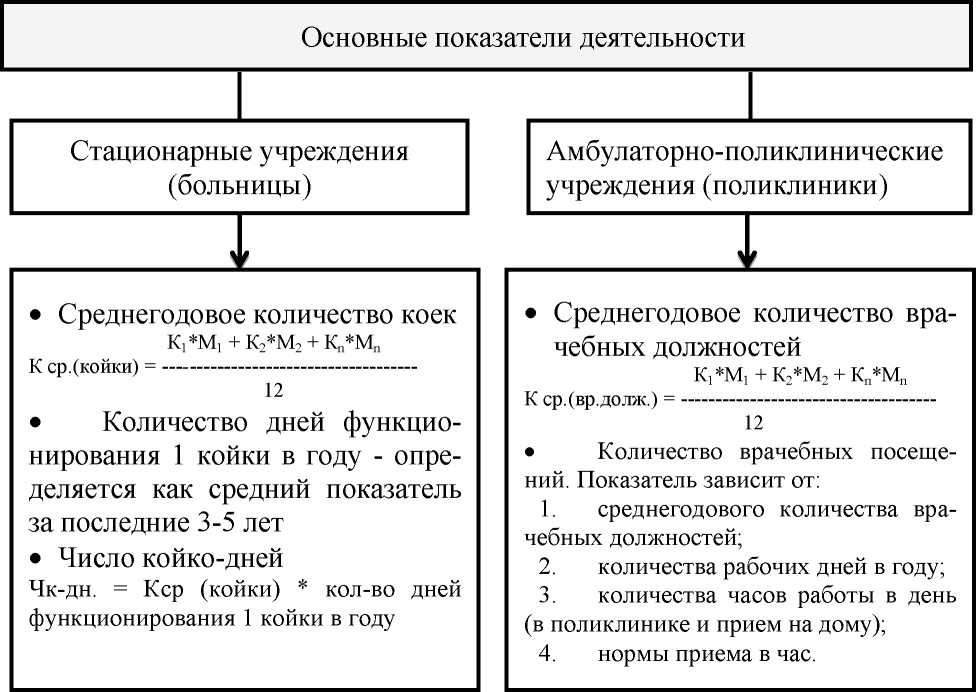 Основные показатели деятельности
Стационарные учреждения
(больницы)
Амбулаторно-поликлинические
учреждения (поликлиники)
• Среднегодовое количество коек
К1*М1 + К2*М2 + Кn*Мn
К ср.(койки) = -------------------------------------
12
• Количество дней функцио-
нирования 1 койки в году - опре-
деляется как средний показатель
за последние 3-5 лет
• Число койко-дней
Чк-дн. = Кср (койки) * кол-во дней
функционирования 1 койки в году
• Среднегодовое количество вра-
чебных должностей
К1*М1 + К2*М2 + Кn*Мn
К ср.(вр.долж.) = -------------------------------------
12
• Количество врачебных посеще-
ний. Показатель зависит от:
1. среднегодового количества вра-
чебных должностей;
2. количества рабочих дней в году;
3. количества часов работы в день
(в поликлинике и прием на дому);
4. нормы приема в час.